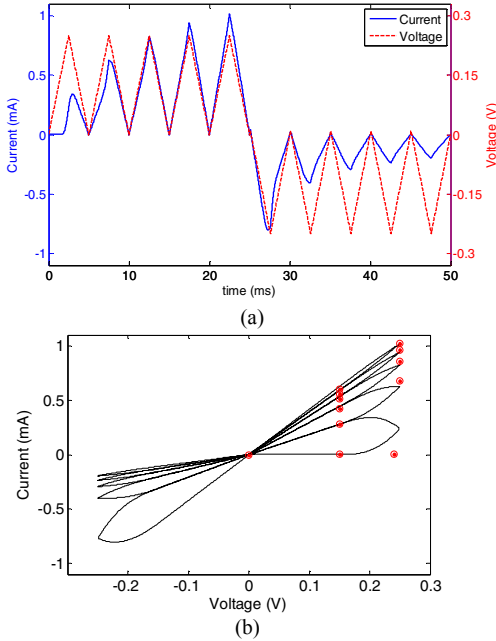 1
0.5
0
-0.5
-1
Current (mA)
0.3
0.15
0
-0.15
-0.3
Voltage (V)
Current
Voltage
0 10 20 30 40 50
time (ms)
(a)
1
0.5
0
-0.5
-1
Current (mA)
-0.2 -0.1 0 0.1 0.2 0.3
Voltage (V)
(b)